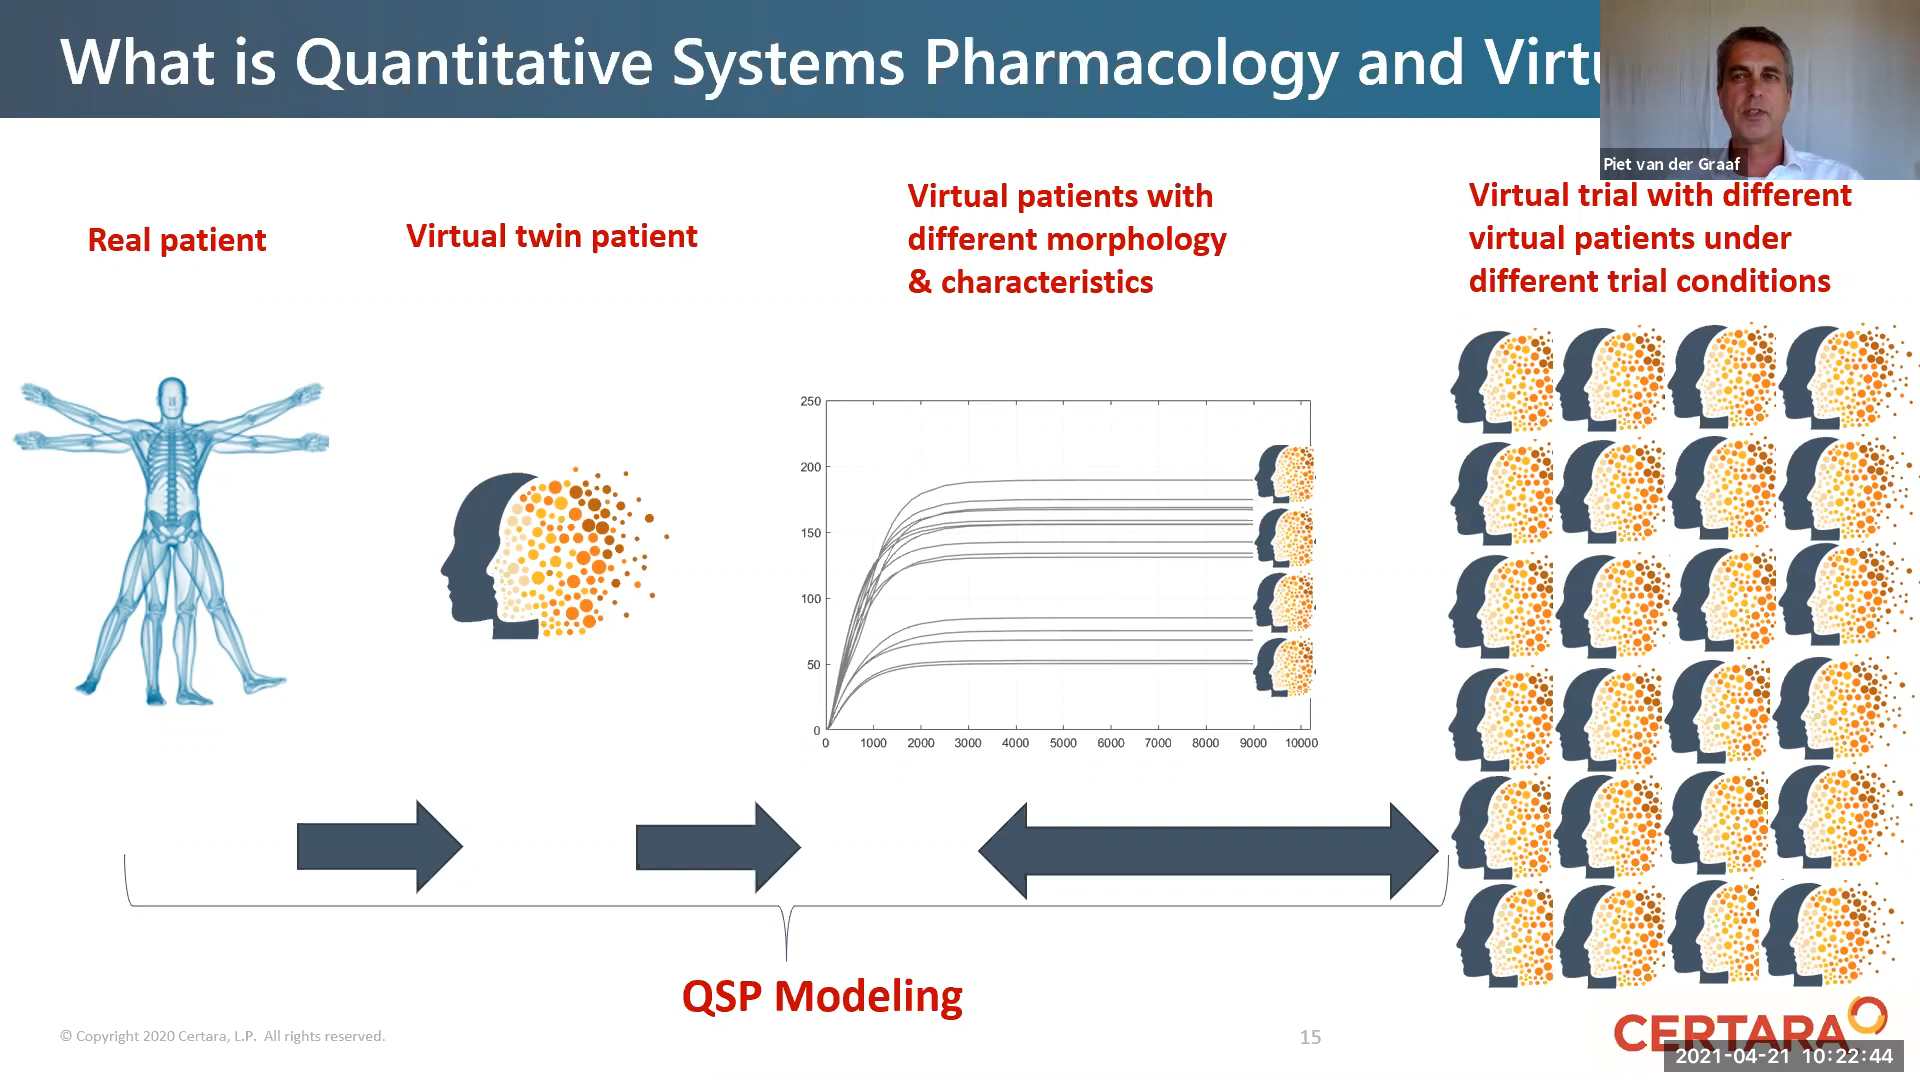 What is Quantitative Systems Pharmacology and Virtu
Piet van der Graaf
Real patient
Virtual twin patient
Virtual patients with
different morphology
& characteristics
Virtual trial with different
virtual patients under
different trial conditions
250
200
150
100
50
0
0 1000 2000 3000 4000 5000 6000 7000 8000 9000 10000
QSP Modeling
© Copyright 2020 Certara, L.P. All rights reserved.
15
CERTARA
2021-04-21 10:22:44